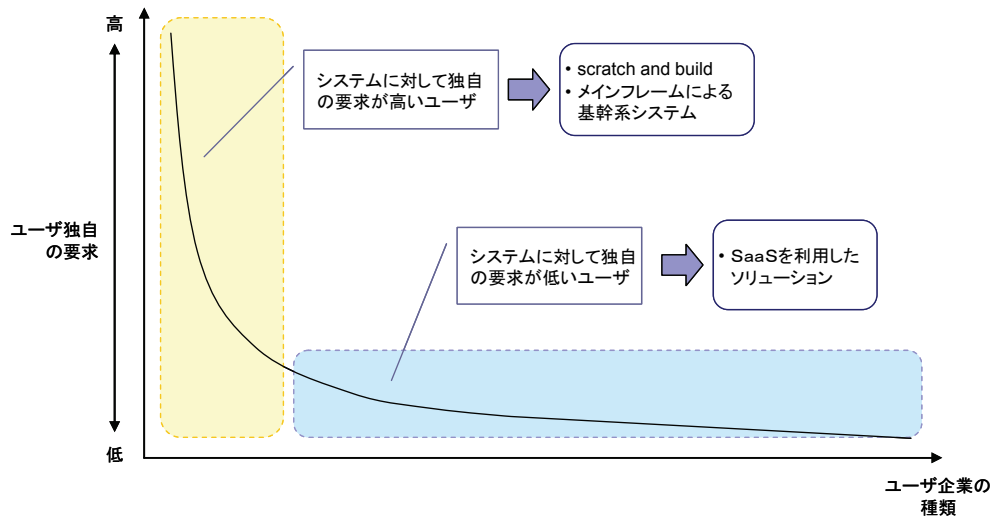 高
システムに対して独自
の要求が高いユーザ
• scratch and build
• メインフレームによる
基幹系システム
ユーザ独自
の要求
システムに対して独自
の要求が低いユーザ
• SaaSを利用した
ソリューション
低
ユーザ企業の
種類